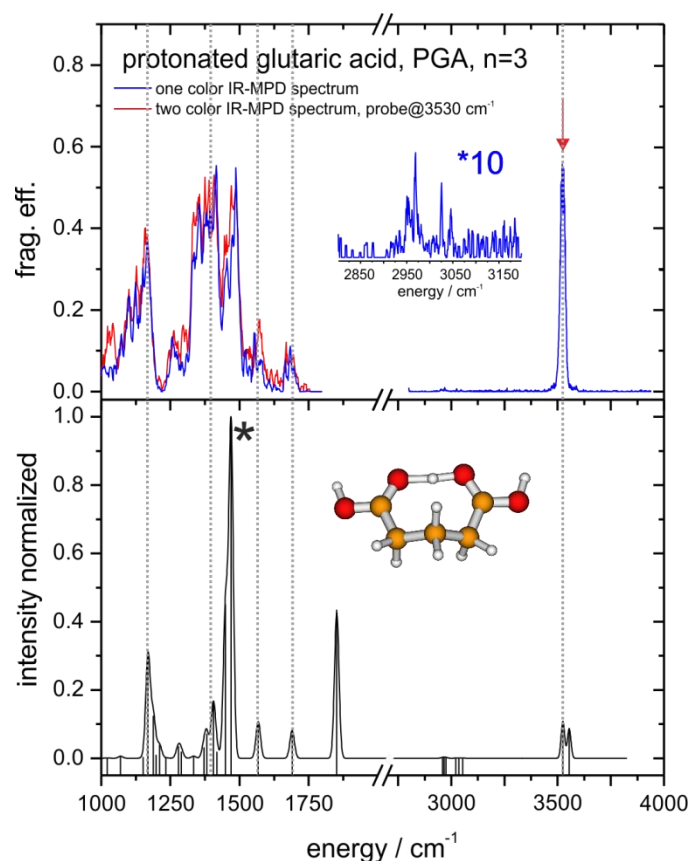 0.8
protonated glutaric acid, PGA, n=3
one color IR-MPD spectrum
two color IR-MPD spectrum, probe@3530 cm⁻¹
0.6
*10
0.4
frag. eff.
2850 2950 3050 3150
energy / cm⁻¹
0.2
0.0
1.0
*
0.8
0.6
intensity normalized
0.4
0.2
0.0
1000 1250 1500 1750 3000 3500 4000
energy / cm⁻¹